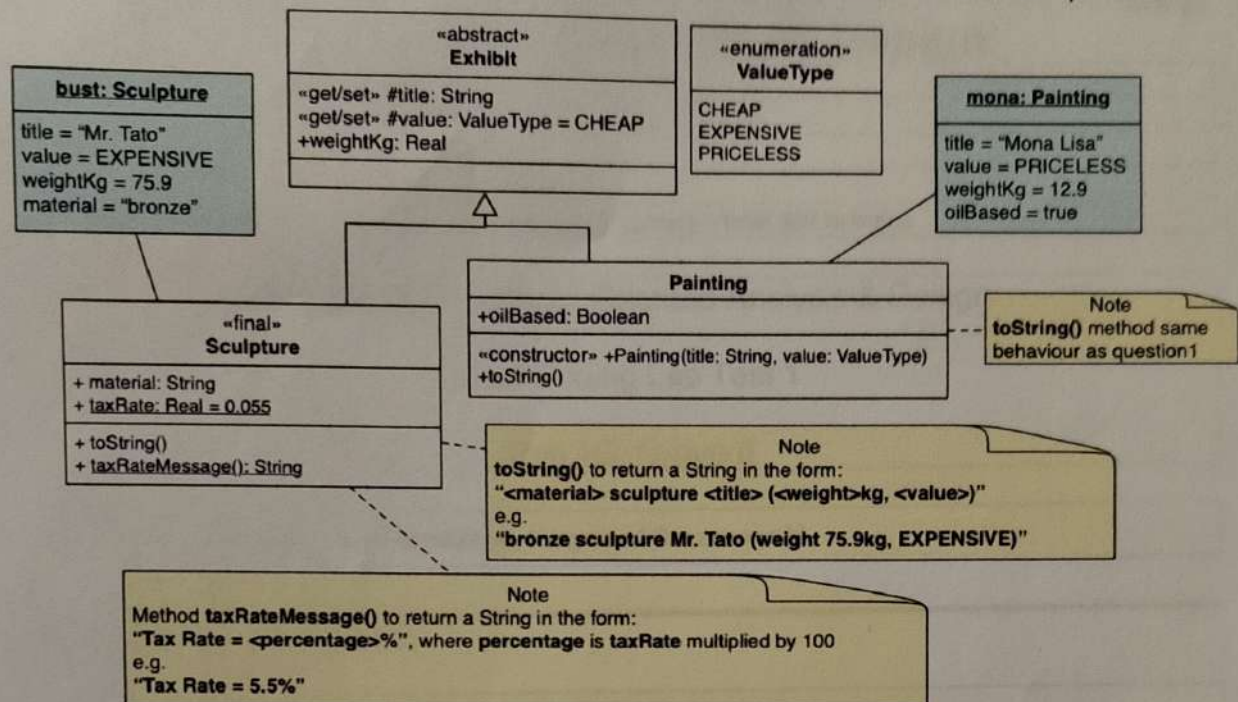 «abstract»
Exhibit
«get/set» #title: String
«get/set» #value: ValueType = CHEAP
+weightKg: Real
«enumeration»
ValueType
CHEAP
EXPENSIVE
PRICELESS
bust: Sculpture
title = "Mr. Tato"
value = EXPENSIVE
weightKg = 75.9
material = "bronze"
mona: Painting
title = "Mona Lisa"
value = PRICELESS
weightKg = 12.9
oilBased = true
Painting
+oilBased: Boolean
«constructor» +Painting(title: String, value: ValueType)
+toString()
Note
toString() method same
behaviour as question1
«final»
Sculpture
+ material: String
+ taxRate: Real = 0.055
+ toString()
+ taxRateMessage(): String
Note
toString() to return a String in the form:
"<material> sculpture <title> (<weight>kg, <value>)"
e.g.
"bronze sculpture Mr. Tato (weight 75.9kg, EXPENSIVE)"
Note
Method taxRateMessage() to return a String in the form:
"Tax Rate = <percentage>%", where percentage is taxRate multiplied by 100
e.g.
"Tax Rate = 5.5%"